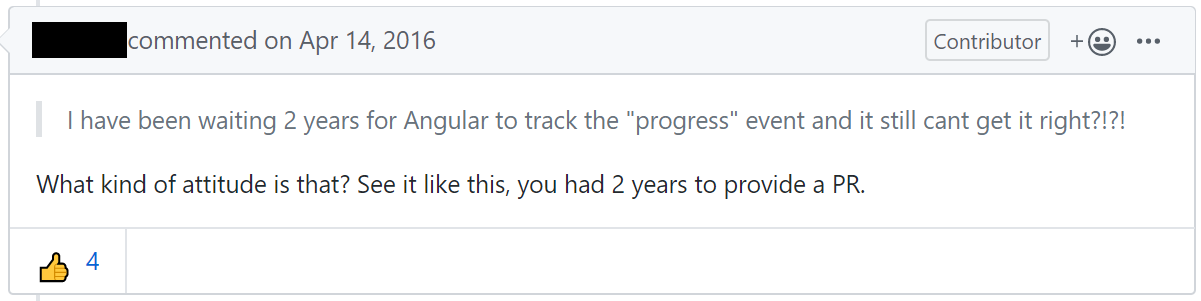 commented on Apr 14, 2016 Contributor +
I have been waiting 2 years for Angular to track the "progress" event and it still cant get it right?!?!
What kind of attitude is that? See it like this, you had 2 years to provide a PR.
4